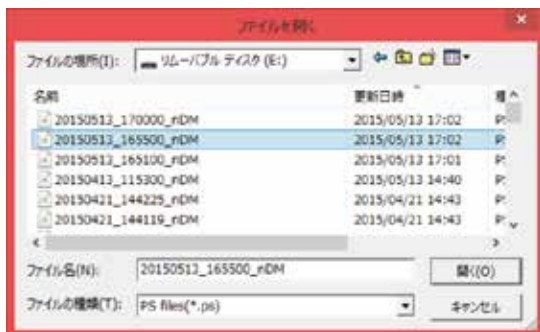 ファイルを開く
ファイルの場所(I): リムーバブル ディスク (E:)
名前 更新日時 種
20150513_170000_nDM 2015/05/13 17:02 P:
20150513_165500_nDM 2015/05/13 17:02 P:
20150513_165100_nDM 2015/05/13 17:01 P:
20150413_115300_nDM 2015/05/13 14:40 P:
20150421_144225_nDM 2015/04/21 14:43 P:
20150421_144119_nDM 2015/04/21 14:43 P:
ファイル名(N): 20150513_165500_nDM 開く(O)
ファイルの種類(T): PS files(*.ps) キャンセル